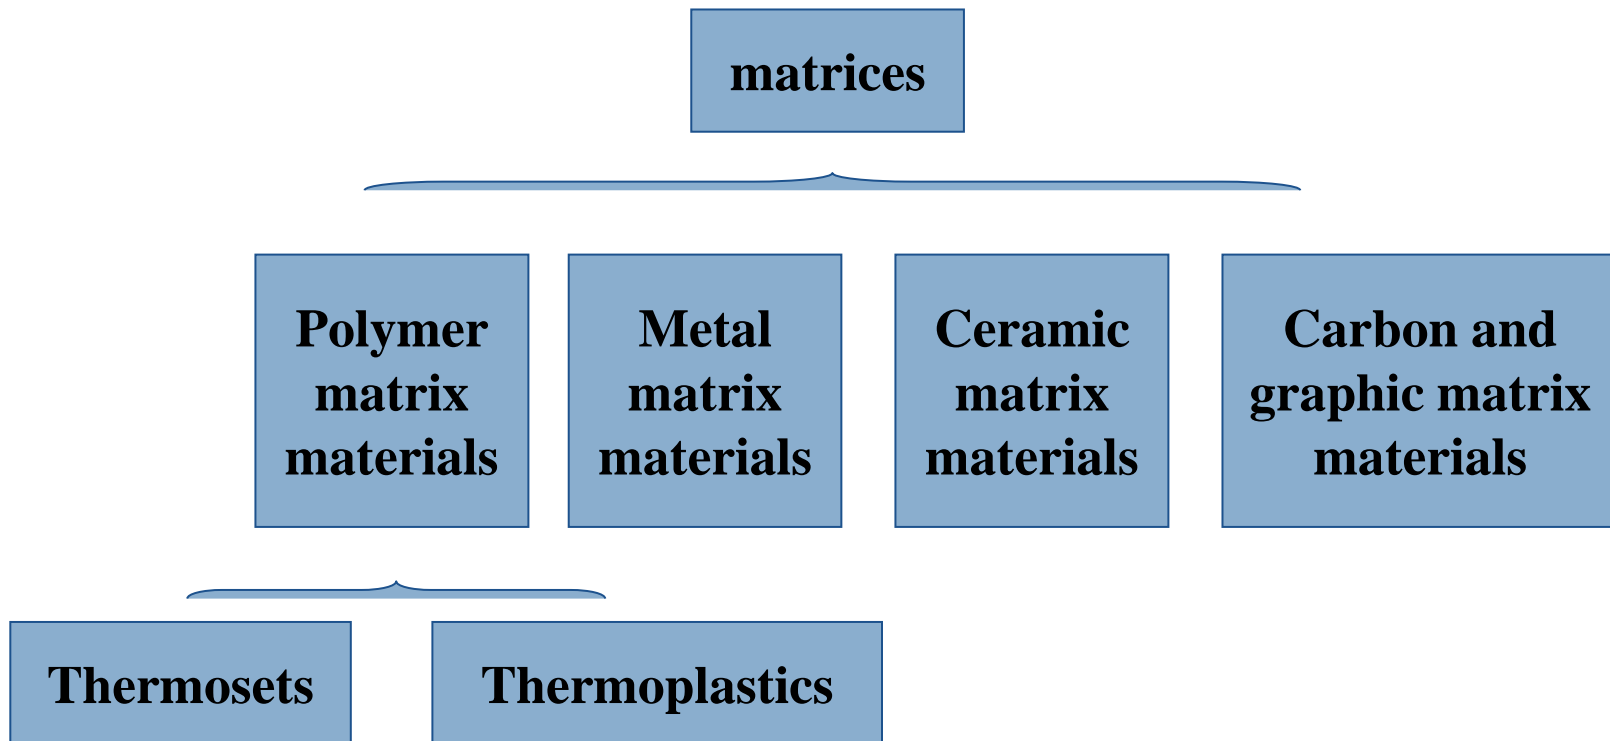 matrices
Polymer
matrix
materials
Metal
matrix
materials
Ceramic
matrix
materials
Carbon and
graphic matrix
materials
Thermosets
Thermoplastics